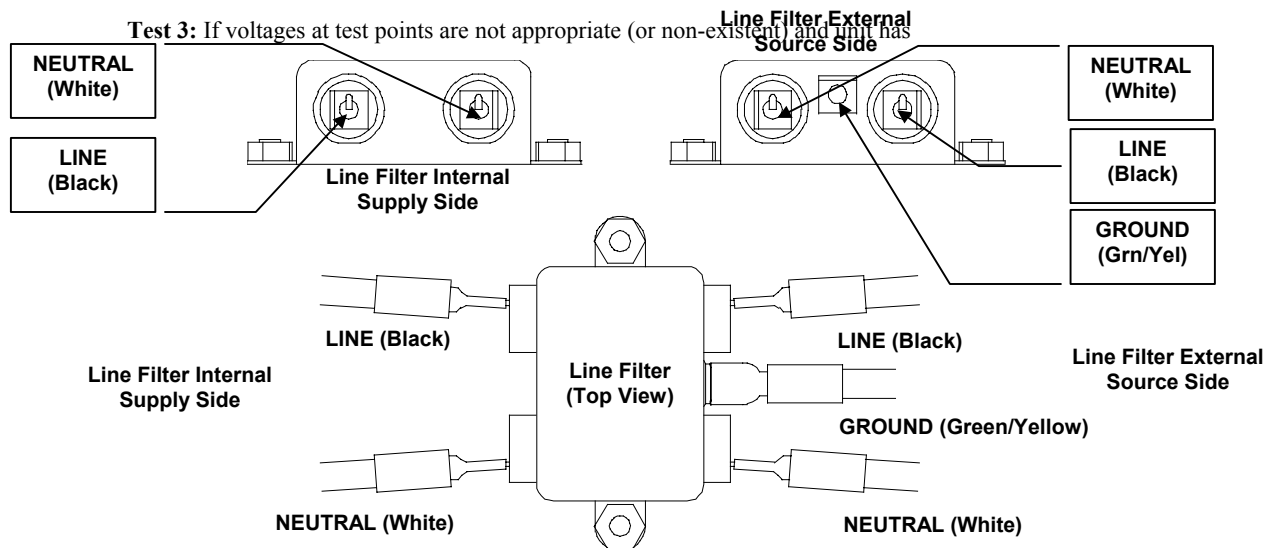 Test 3: If voltages at test points are not appropriate (or non-existent) and unit has
Line Filter External
Source Side
NEUTRAL
(White)
LINE
(Black)
Line Filter Internal
Supply Side
NEUTRAL
(White)
LINE
(Black)
GROUND
(Grn/Yel)
LINE (Black)
LINE (Black)
Line Filter Internal
Supply Side
Line Filter
(Top View)
Line Filter External
Source Side
GROUND (Green/Yellow)
NEUTRAL (White)
NEUTRAL (White)